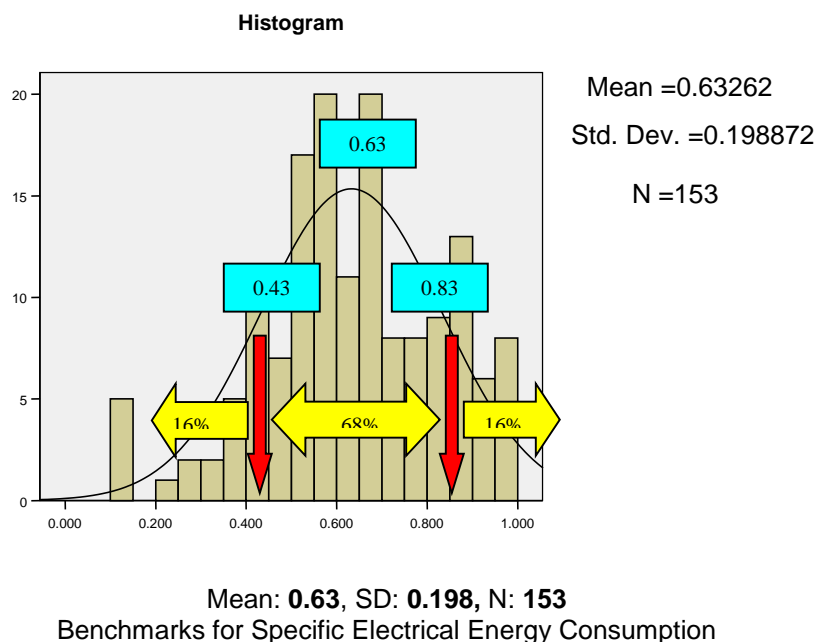 Histogram
Mean =0.63262
Std. Dev. =0.198872
N =153
20
15
10
5
0
0.63
0.43
0.83
16%
68%
16%
0.000
0.200
0.400
0.600
0.800
1.000
Mean: 0.63, SD: 0.198, N: 153
Benchmarks for Specific Electrical Energy Consumption